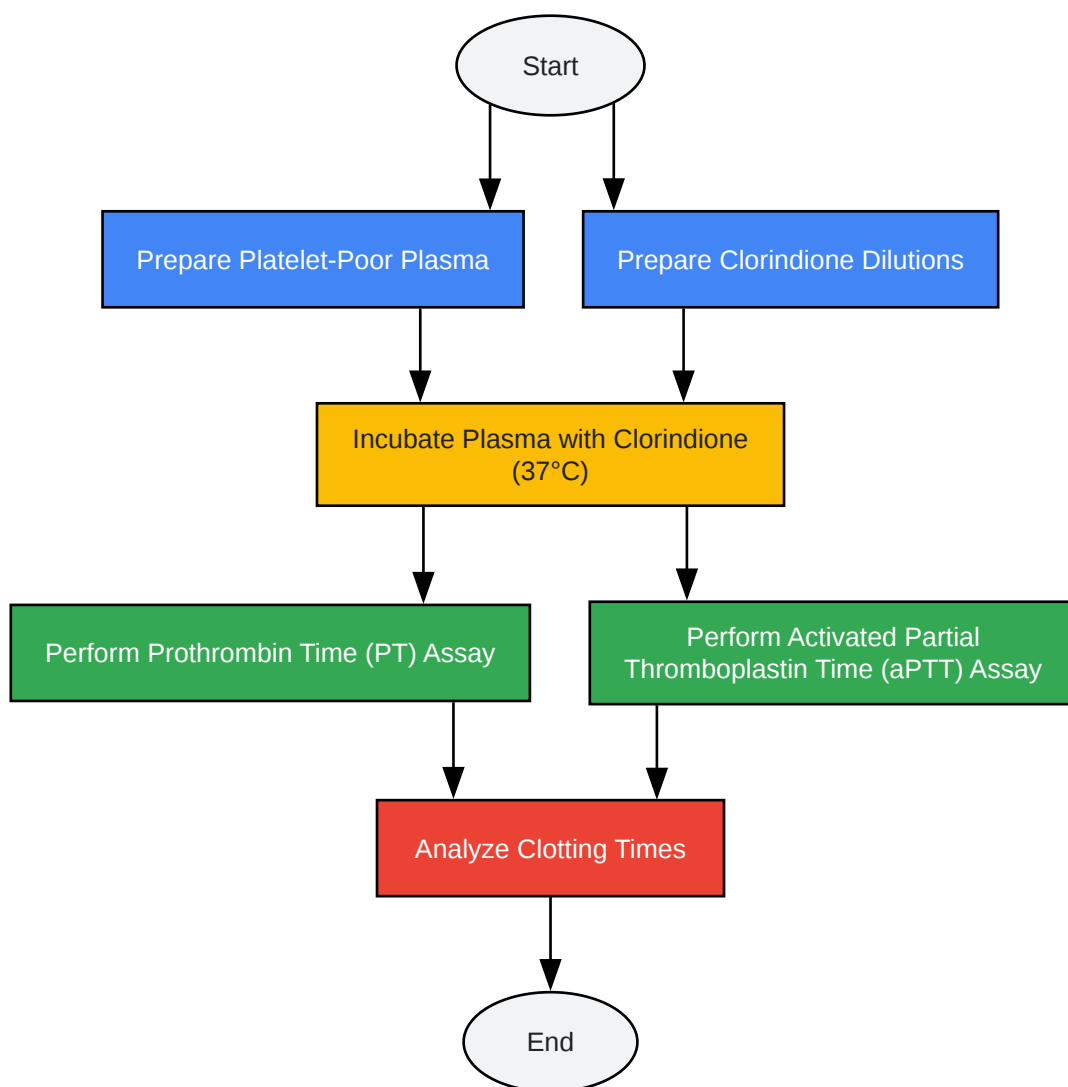 Start
Prepare Platelet-Poor Plasma
Prepare Clorindione Dilutions
Incubate Plasma with Clorindione
(37°C)
Perform Prothrombin Time (PT) Assay
Perform Activated Partial
Thromboplastin Time (aPTT) Assay
Analyze Clotting Times
End